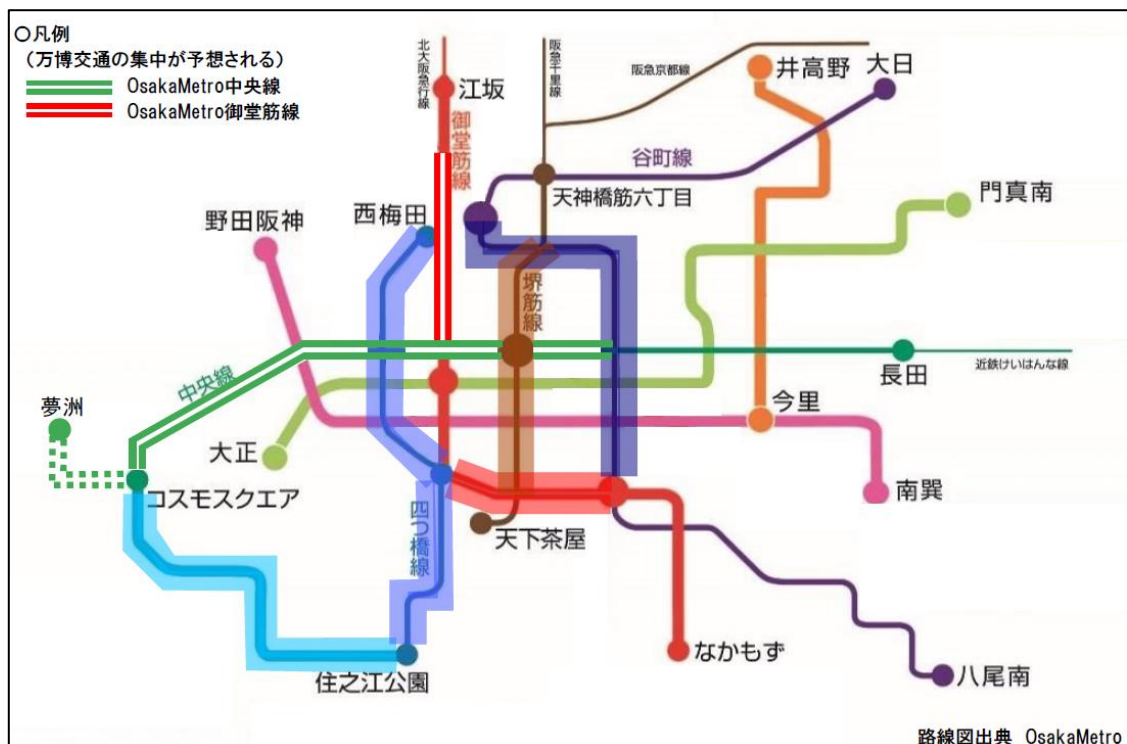 〇凡例
（万博交通の集中が予想される）
OsakaMetro中央線
OsakaMetro御堂筋線
北大阪急行線
江坂
御堂筋線
阪急千里線
阪急京都線
井高野
大日
谷町線
天神橋筋六丁目
門真南
西梅田
野田阪神
堺筋線
中央線
長田
近鉄けいはんな線
夢洲
大正
今里
コスモスクエア
南巽
四つ橋線
天下茶屋
住之江公園
なかもず
八尾南
路線図出典 OsakaMetro